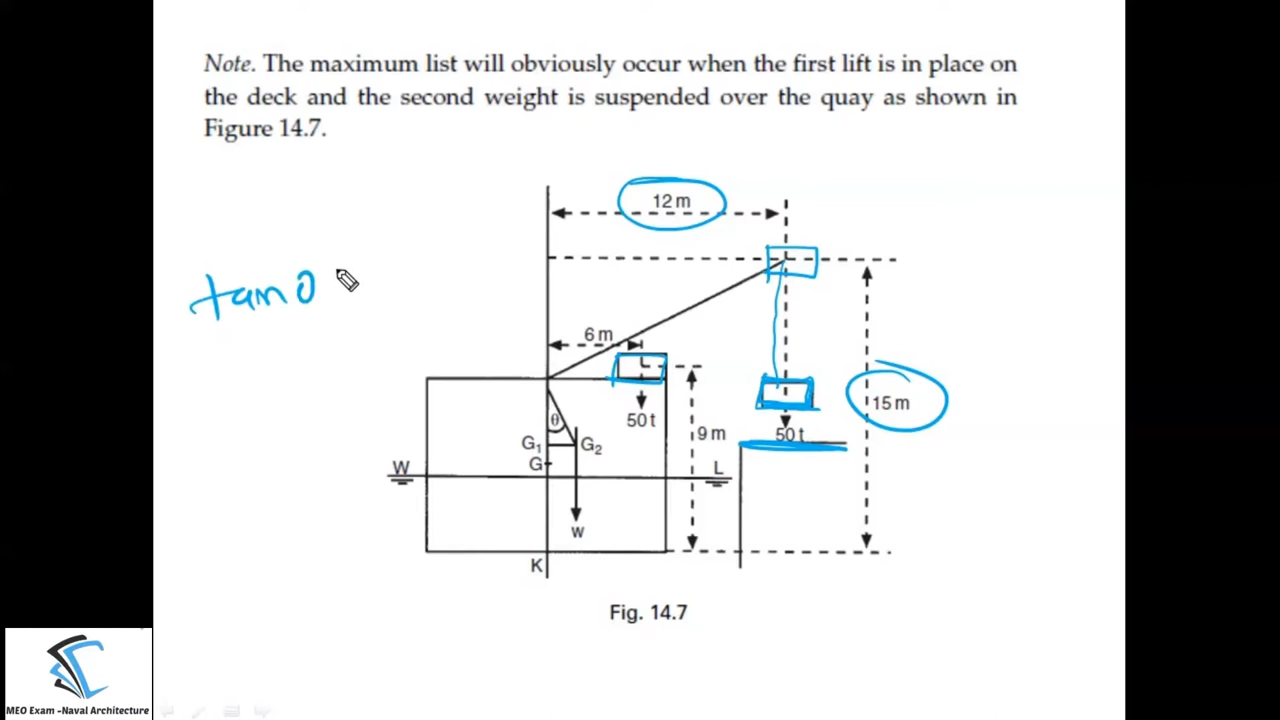 Note. The maximum list will obviously occur when the first lift is in place on
the deck and the second weight is suspended over the quay as shown in
Figure 14.7.
12 m
tanθ
6 m
50 t
15 m
θ
G1 G2
9 m
50 t
G
W L
w
K
Fig. 14.7
MEO Exam -Naval Architecture